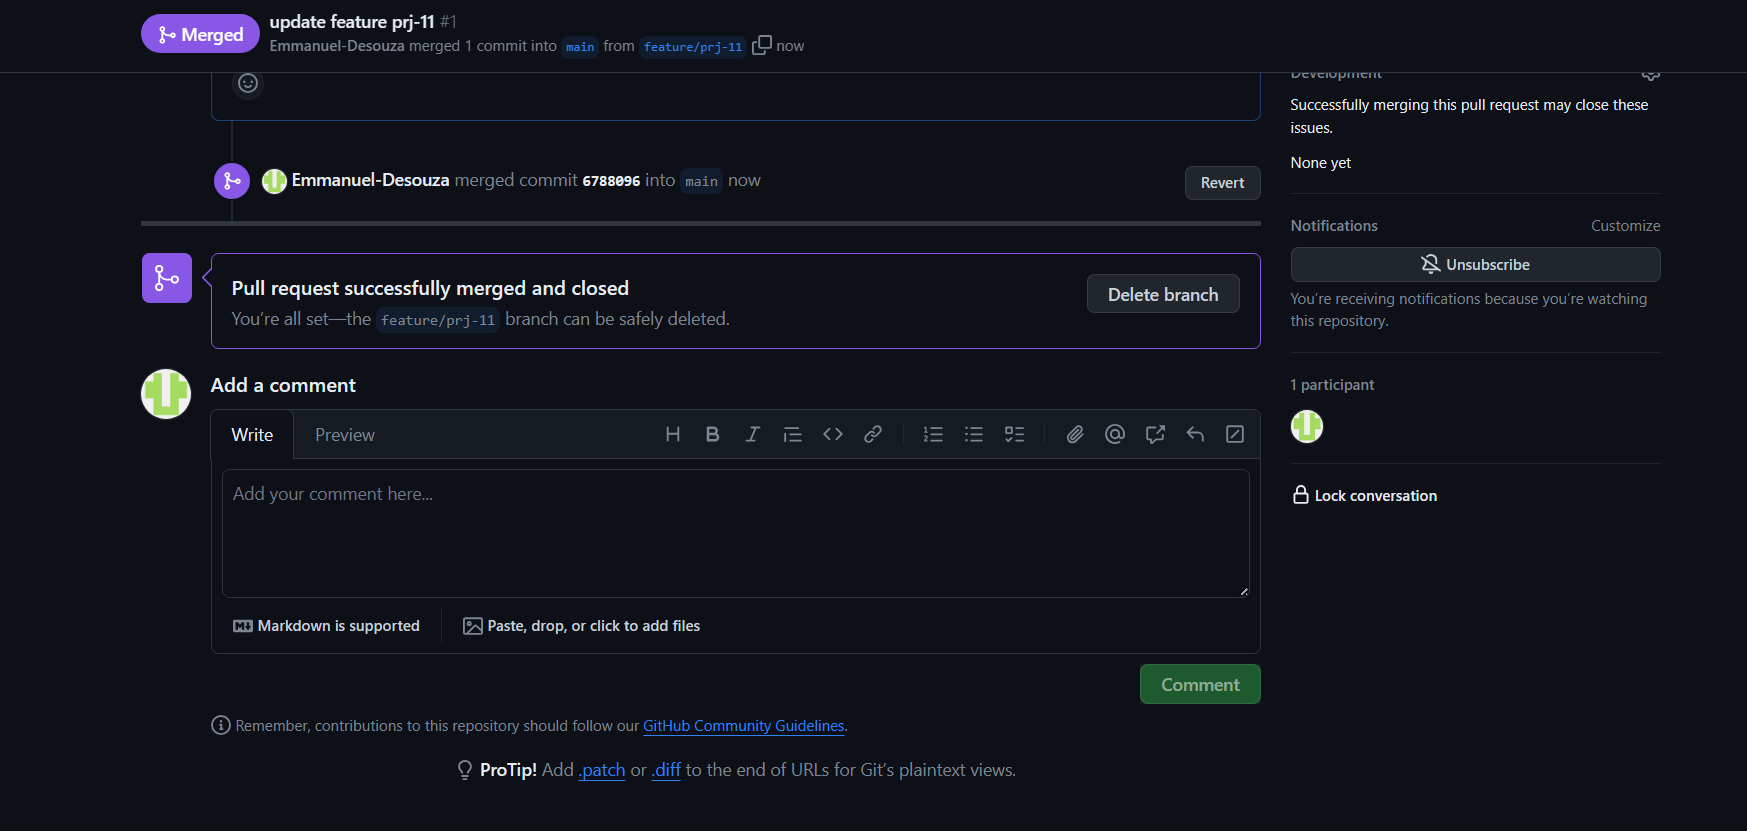 Merged
update feature prj-11 #1
Emmanuel-Desouza merged 1 commit into main from feature/prj-11 now
Development
Successfully merging this pull request may close these
issues.
None yet
Emmanuel-Desouza merged commit 6788096 into main now
Revert
Notifications
Customize
Unsubscribe
You're receiving notifications because you're watching
this repository.
Pull request successfully merged and closed
You're all set—the feature/prj-11 branch can be safely deleted.
Delete branch
1 participant
Lock conversation
Add a comment
Write
Preview
Add your comment here...
Markdown is supported
Paste, drop, or click to add files
Comment
Remember, contributions to this repository should follow our GitHub Community Guidelines.
ProTip! Add .patch or .diff to the end of URLs for Git's plaintext views.